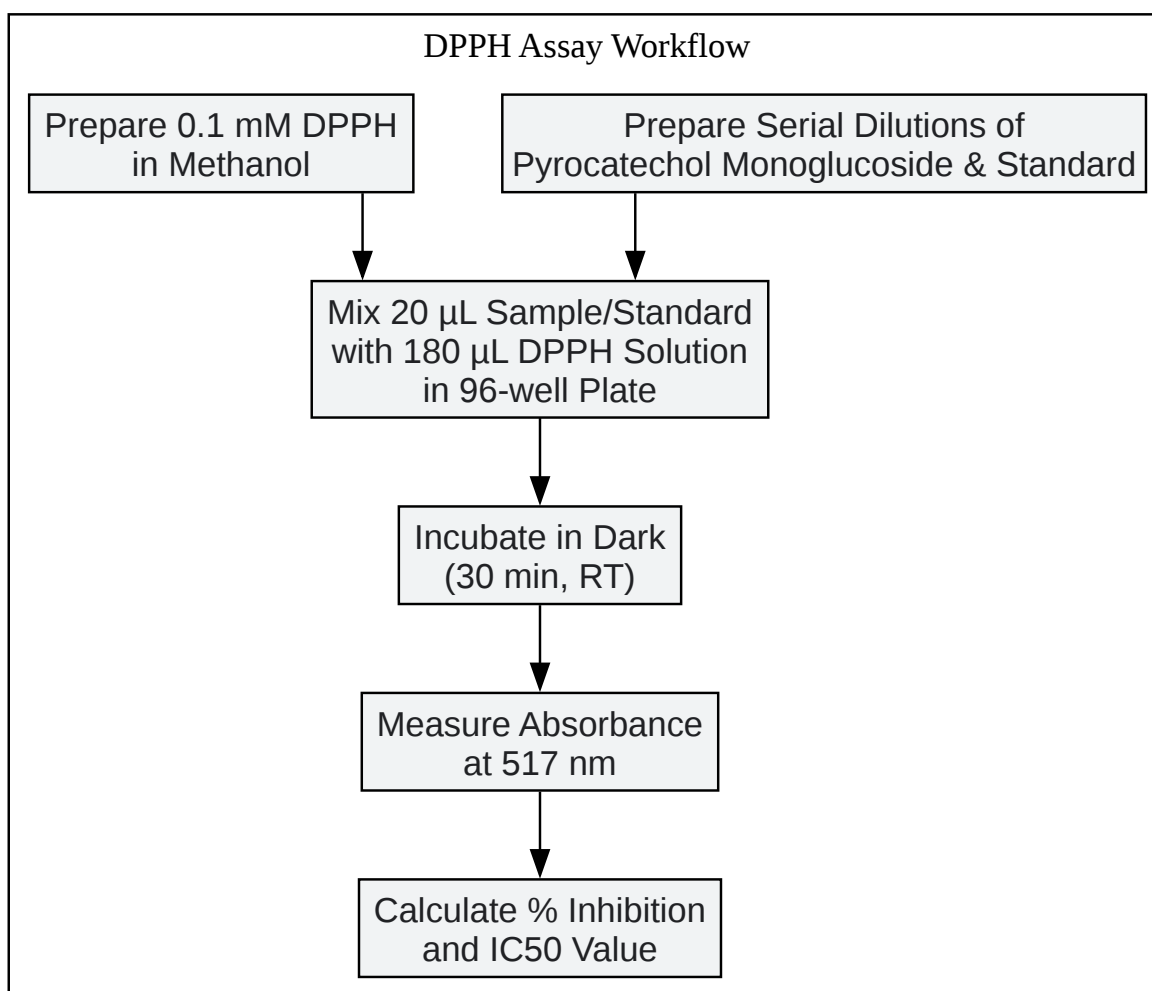 DPPH Assay Workflow
Prepare 0.1 mM DPPH
in Methanol
Prepare Serial Dilutions of
Pyrocatechol Monoglucoside & Standard
Mix 20 µL Sample/Standard
with 180 µL DPPH Solution
in 96-well Plate
Incubate in Dark
(30 min, RT)
Measure Absorbance
at 517 nm
Calculate % Inhibition
and IC50 Value